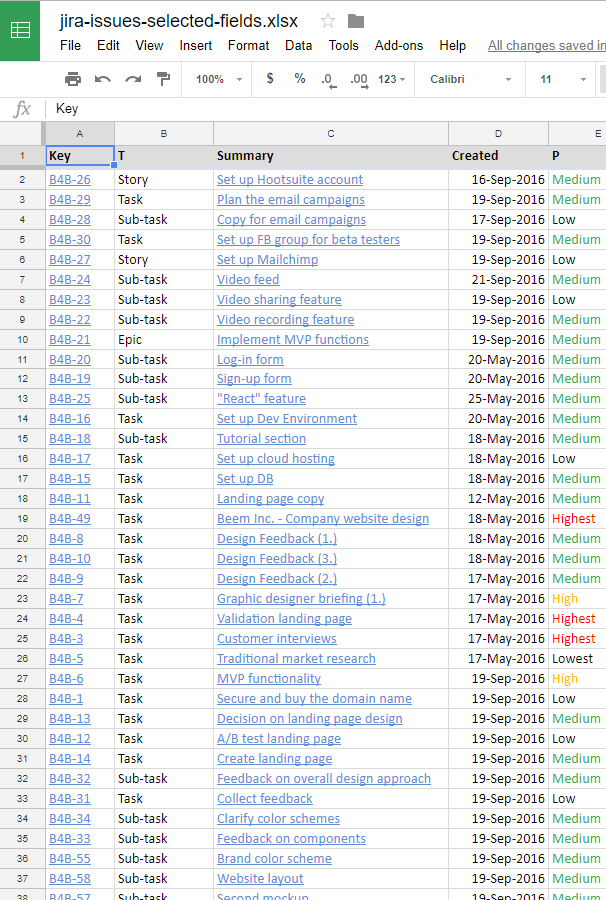 jira-issues-selected-fields.xlsx
File Edit View Insert Format Data Tools Add-ons Help All changes saved in
100% $ % .0 .00 123 Calibri 11
fx Key
A B C D E
1 Key T Summary Created P
2 B4B-26 Story Set up Hootsuite account 16-Sep-2016 Medium
3 B4B-29 Task Plan the email campaigns 19-Sep-2016 Medium
4 B4B-28 Sub-task Copy for email campaigns 17-Sep-2016 Low
5 B4B-30 Task Set up FB group for beta testers 19-Sep-2016 Medium
6 B4B-27 Story Set up Mailchimp 19-Sep-2016 Low
7 B4B-24 Sub-task Video feed 21-Sep-2016 Medium
8 B4B-23 Sub-task Video sharing feature 19-Sep-2016 Low
9 B4B-22 Sub-task Video recording feature 19-Sep-2016 Medium
10 B4B-21 Epic Implement MVP functions 19-Sep-2016 Medium
11 B4B-20 Sub-task Log-in form 20-May-2016 Medium
12 B4B-19 Sub-task Sign-up form 20-May-2016 Medium
13 B4B-25 Sub-task "React" feature 25-May-2016 Medium
14 B4B-16 Task Set up Dev Environment 20-May-2016 Medium
15 B4B-18 Sub-task Tutorial section 18-May-2016 Medium
16 B4B-17 Task Set up cloud hosting 18-May-2016 Low
17 B4B-15 Task Set up DB 18-May-2016 Medium
18 B4B-11 Task Landing page copy 12-May-2016 Medium
19 B4B-49 Task Beem Inc. - Company website design 18-May-2016 Highest
20 B4B-8 Task Design Feedback (1.) 18-May-2016 Medium
21 B4B-10 Task Design Feedback (3.) 18-May-2016 Medium
22 B4B-9 Task Design Feedback (2.) 17-May-2016 Medium
23 B4B-7 Task Graphic designer briefing (1.) 17-May-2016 High
24 B4B-4 Task Validation landing page 17-May-2016 Highest
25 B4B-3 Task Customer interviews 17-May-2016 Highest
26 B4B-5 Task Traditional market research 17-May-2016 Lowest
27 B4B-6 Task MVP functionality 19-Sep-2016 High
28 B4B-1 Task Secure and buy the domain name 19-Sep-2016 Low
29 B4B-13 Task Decision on landing page design 19-Sep-2016 Medium
30 B4B-12 Task A/B test landing page 19-Sep-2016 Low
31 B4B-14 Task Create landing page 19-Sep-2016 Medium
32 B4B-32 Sub-task Feedback on overall design approach 19-Sep-2016 Medium
33 B4B-31 Task Collect feedback 19-Sep-2016 Low
34 B4B-34 Sub-task Clarify color schemes 19-Sep-2016 Medium
35 B4B-33 Sub-task Feedback on components 19-Sep-2016 Medium
36 B4B-55 Sub-task Brand color scheme 19-Sep-2016 Medium
37 B4B-58 Sub-task Website layout 19-Sep-2016 Medium
38 B4B-57 Sub-task Second mockup 19-Sep-2016 Medium